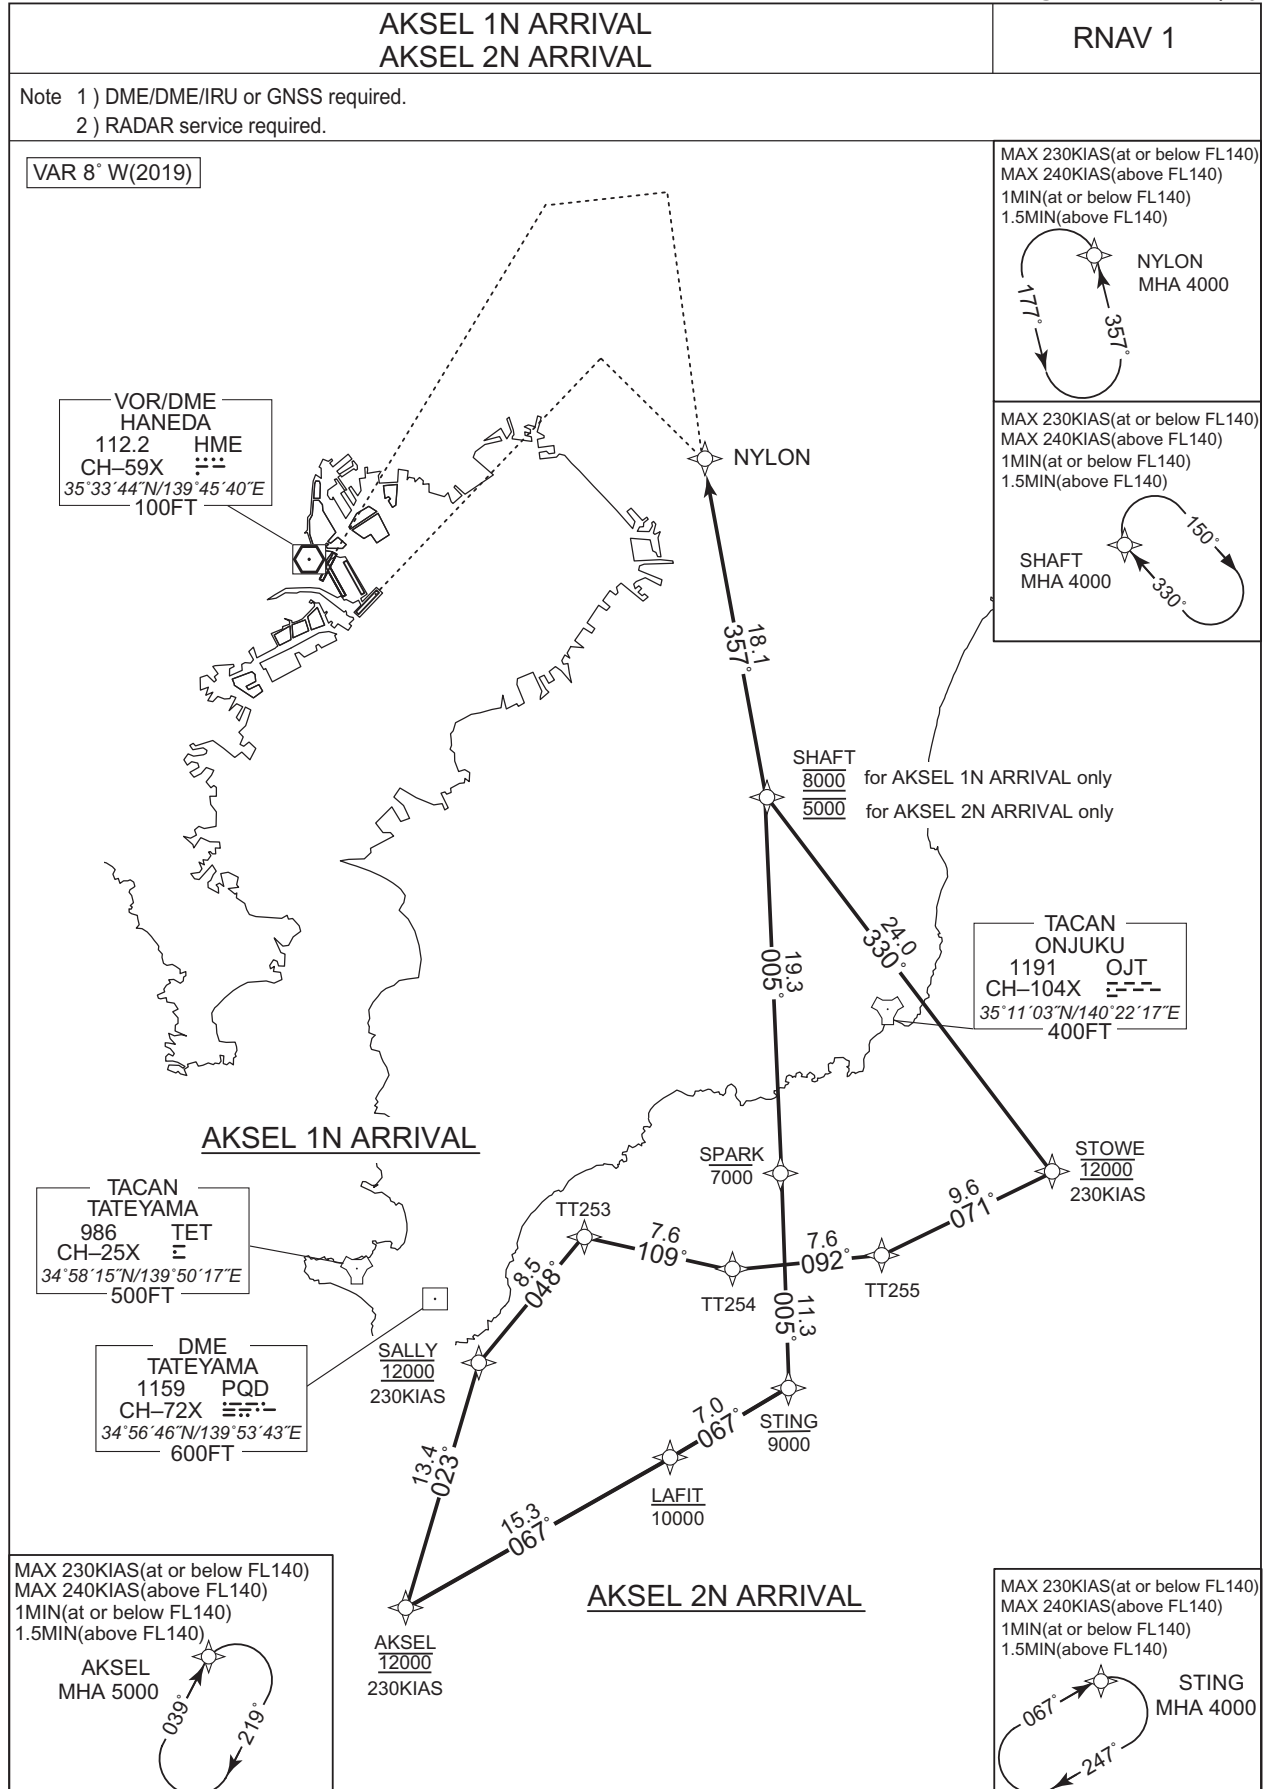 AKSEL 1N ARRIVAL
AKSEL 2N ARRIVAL
RNAV 1
Note 1 ) DME/DME/IRU or GNSS required.
2 ) RADAR service required.
VAR 8° W(2019)
MAX 230KIAS(at or below FL140)
MAX 240KIAS(above FL140)
1MIN(at or below FL140)
1.5MIN(above FL140)
NYLON
MHA 4000
177°
357°
MAX 230KIAS(at or below FL140)
MAX 240KIAS(above FL140)
1MIN(at or below FL140)
1.5MIN(above FL140)
SHAFT
MHA 4000
150°
330°
VOR/DME
HANEDA
112.2 HME
CH–59X
35°33´44˝N/139°45´40˝E
100FT
NYLON
18.1
357°
SHAFT
8000 for AKSEL 1N ARRIVAL only
5000 for AKSEL 2N ARRIVAL only
24.0
330°
19.3
005°
TACAN
ONJUKU
1191 OJT
CH–104X
35°11´03˝N/140°22´17˝E
400FT
AKSEL 1N ARRIVAL
SPARK
7000
STOWE
12000
230KIAS
TACAN
TATEYAMA
986 TET
CH–25X
34°58´15˝N/139°50´17˝E
500FT
TT253
7.6
109°
7.6
092°
9.6
071°
8.5
048°
TT254
TT255
11.3
005°
DME
TATEYAMA
1159 PQD
CH–72X
34°56´46˝N/139°53´43˝E
600FT
SALLY
12000
230KIAS
7.0
067°
STING
9000
13.4
023°
LAFIT
10000
15.3
067°
AKSEL 2N ARRIVAL
AKSEL
12000
230KIAS
MAX 230KIAS(at or below FL140)
MAX 240KIAS(above FL140)
1MIN(at or below FL140)
1.5MIN(above FL140)
AKSEL
MHA 5000
039°
219°
MAX 230KIAS(at or below FL140)
MAX 240KIAS(above FL140)
1MIN(at or below FL140)
1.5MIN(above FL140)
STING
MHA 4000
067°
247°